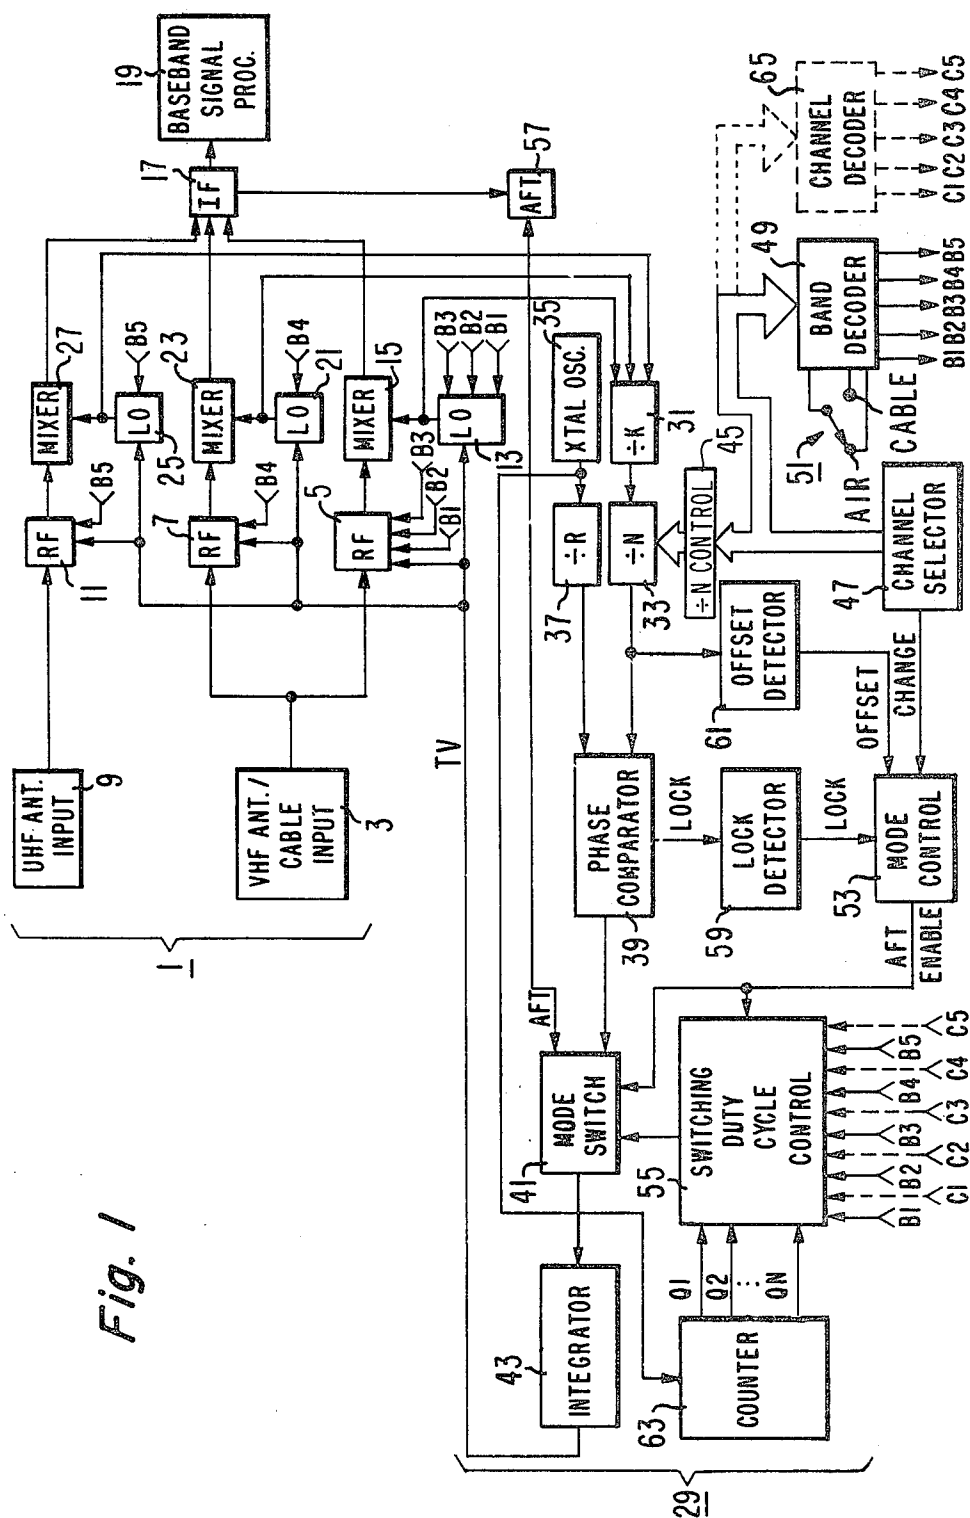 UHF ANT.
INPUT
9
VHF ANT./
CABLE
INPUT
3
1
RF
11
B5
MIXER
27
LO
25
B5
RF
7
B4
MIXER
23
LO
21
B4
RF
5
B3
B2
B1
MIXER
15
LO
13
B3
B2
B1
IF
17
BASEBAND
SIGNAL
PROC.
19
AFT
57
TV
AFT
INTEGRATOR
43
MODE
SWITCH
41
PHASE
COMPARATOR
39
÷R
37
XTAL OSC.
35
÷N
33
÷K
31
÷N CONTROL
45
LOCK
LOCK
DETECTOR
59
LOCK
OFFSET
DETECTOR
61
OFFSET
CHANGE
MODE
CONTROL
53
AFT
ENABLE
COUNTER
63
Q1
Q2
⋮
QN
SWITCHING
DUTY
CYCLE
CONTROL
55
B1
C1
B2
C2
B3
C3
B4
C4
B5
C5
CHANNEL
SELECTOR
47
AIR
CABLE
51
BAND
DECODER
49
B1
B2
B3
B4
B5
CHANNEL
DECODER
65
C1
C2
C3
C4
C5
29
Fig. 1